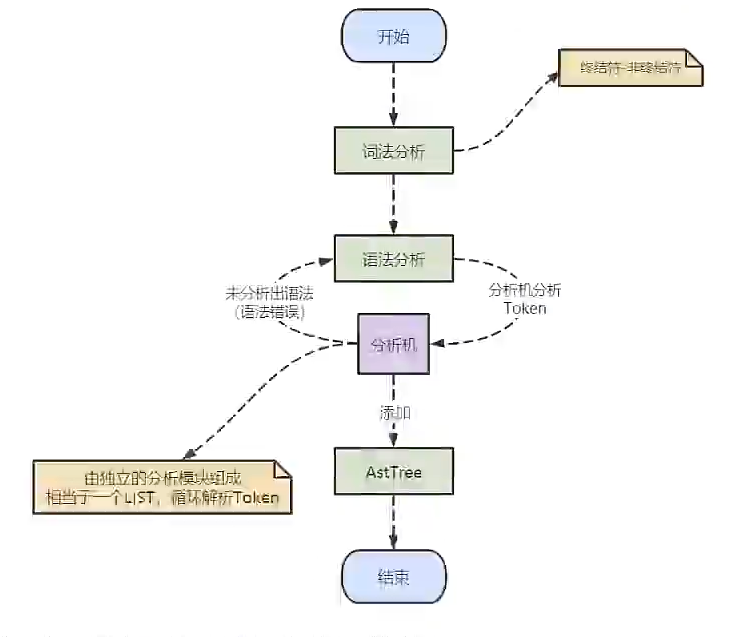 开始
终结符-非终结符
词法分析
语法分析
未分析出语法
(语法错误)
分析机分析
Token
分析机
添加
由独立的分析模块组成
相当于一个LIST，循环解析Token
AstTree
结束